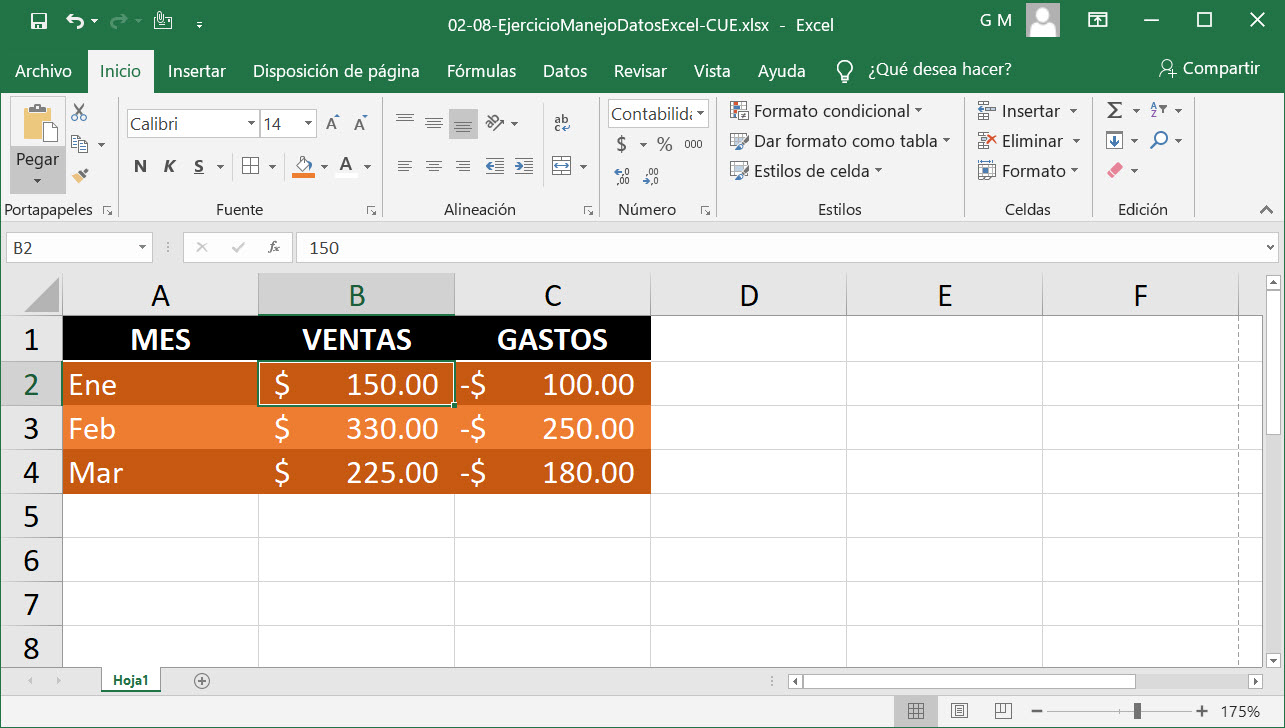 02-08-EjercicioManejoDatosExcel-CUE.xlsx - Excel
G M
Archivo Inicio Insertar Disposición de página Fórmulas Datos Revisar Vista Ayuda ¿Qué desea hacer? Compartir
Calibri 14 ab Contabilida Formato condicional Insertar Σ
Pegar $ % 000 Dar formato como tabla Eliminar
N K S A Estilos de celda Formato
Portapapeles Fuente Alineación Número Estilos Celdas Edición
B2 fx 150
A B C D E F
1 MES VENTAS GASTOS
2 Ene $ 150.00 -$ 100.00
3 Feb $ 330.00 -$ 250.00
4 Mar $ 225.00 -$ 180.00
5
6
7
8
Hoja1
175%